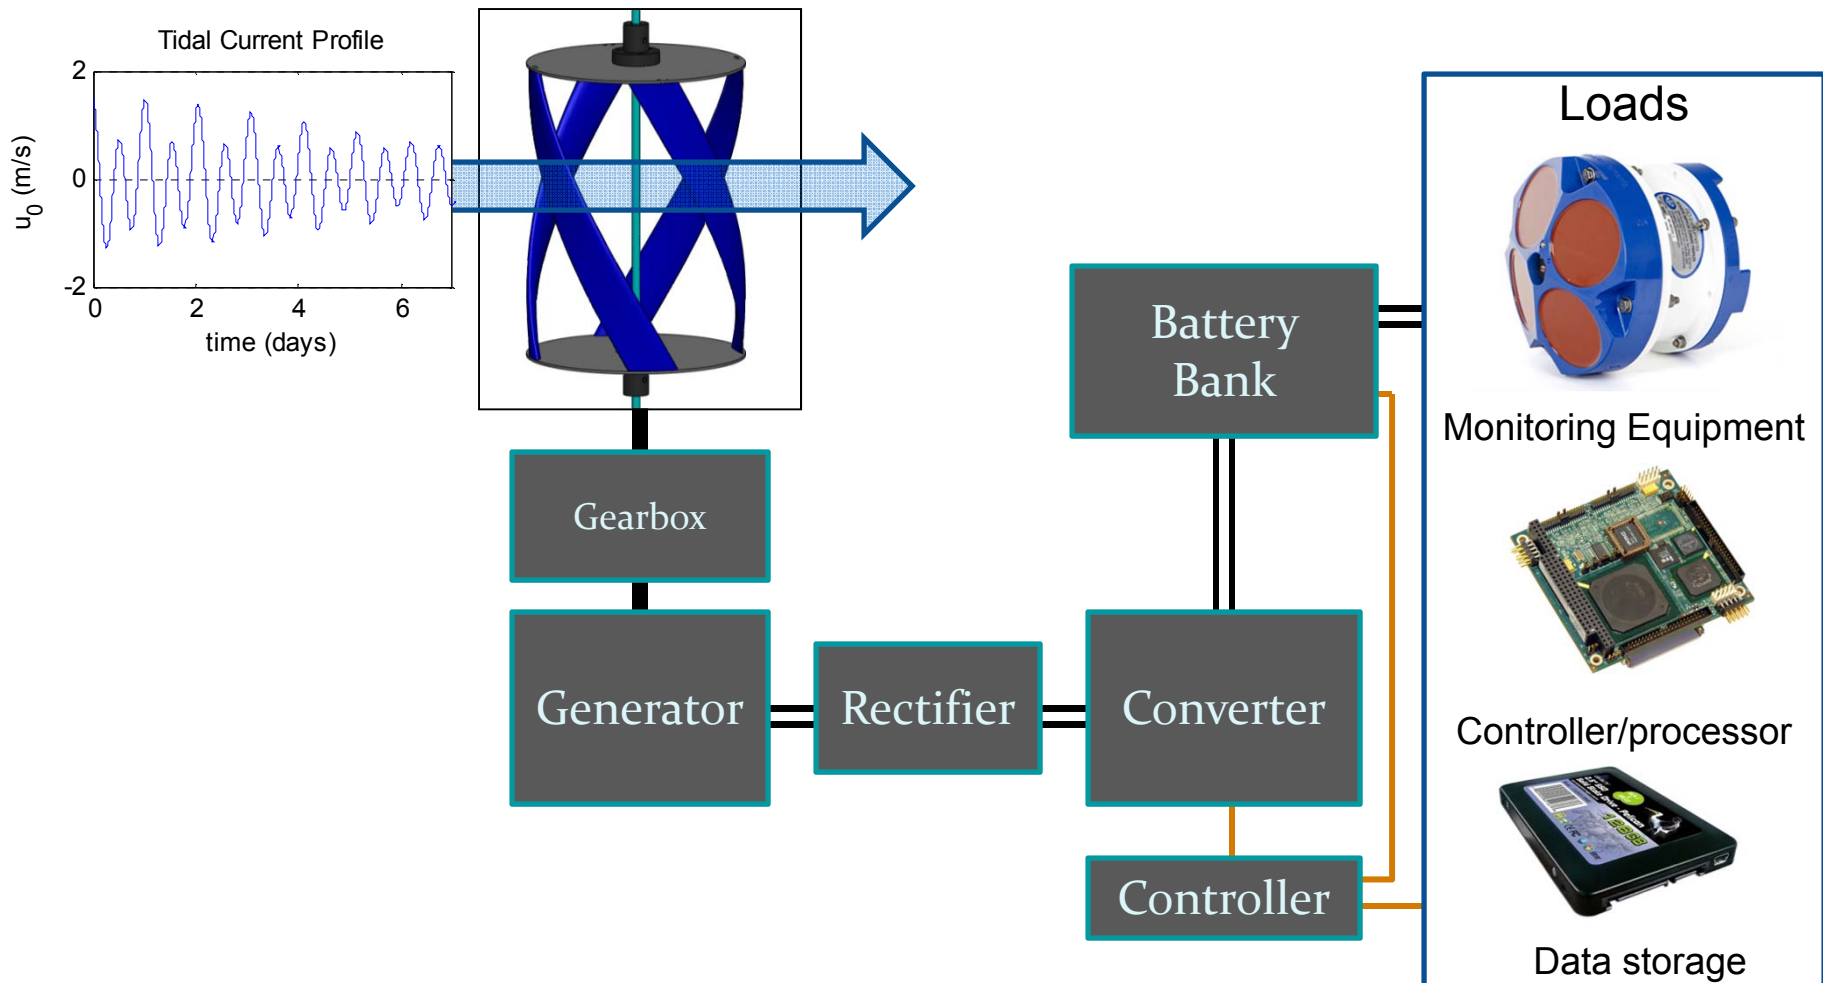 Tidal Current Profile
2
0
-2
u0 (m/s)
0
2
4
6
time (days)
Gearbox
Generator
Rectifier
Converter
Battery
Bank
Controller
Loads
Monitoring Equipment
Controller/processor
128GB
Data storage